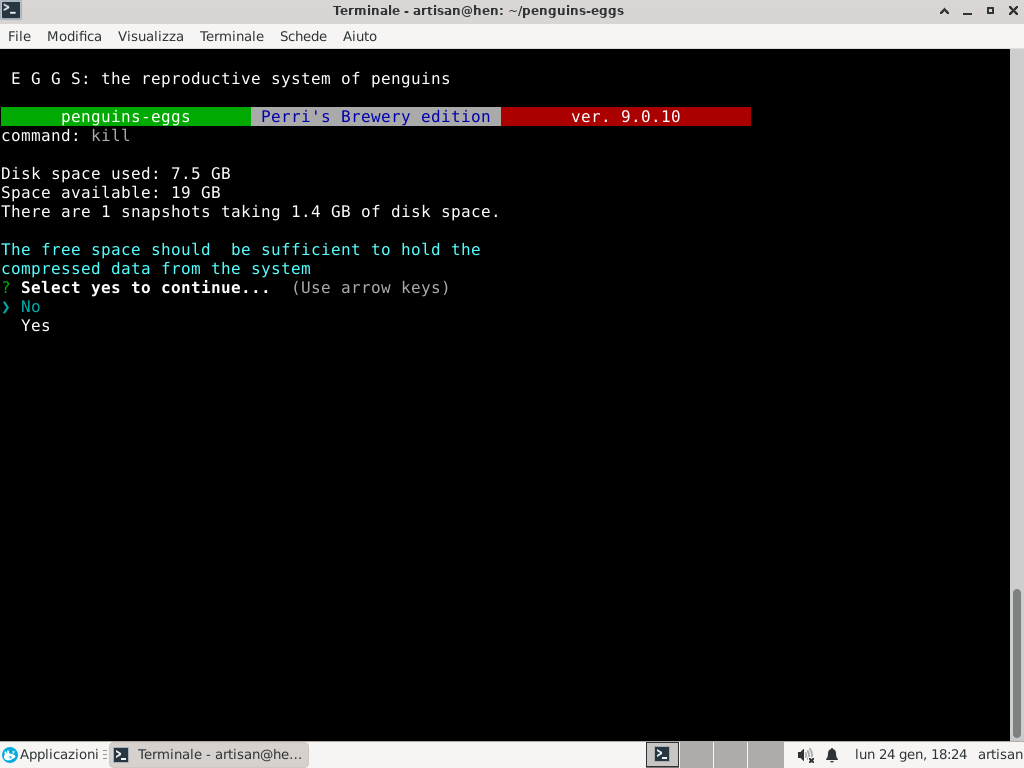 Terminale - artisan@hen: ~/penguins-eggs
File Modifica Visualizza Terminale Schede Aiuto
E G G S: the reproductive system of penguins
penguins-eggs Perri's Brewery edition ver. 9.0.10
command: kill
Disk space used: 7.5 GB
Space available: 19 GB
There are 1 snapshots taking 1.4 GB of disk space.
The free space should  be sufficient to hold the
compressed data from the system
? Select yes to continue...  (Use arrow keys)
❯ No
Yes
Applicazioni Terminale - artisan@he... lun 24 gen, 18:24 artisan